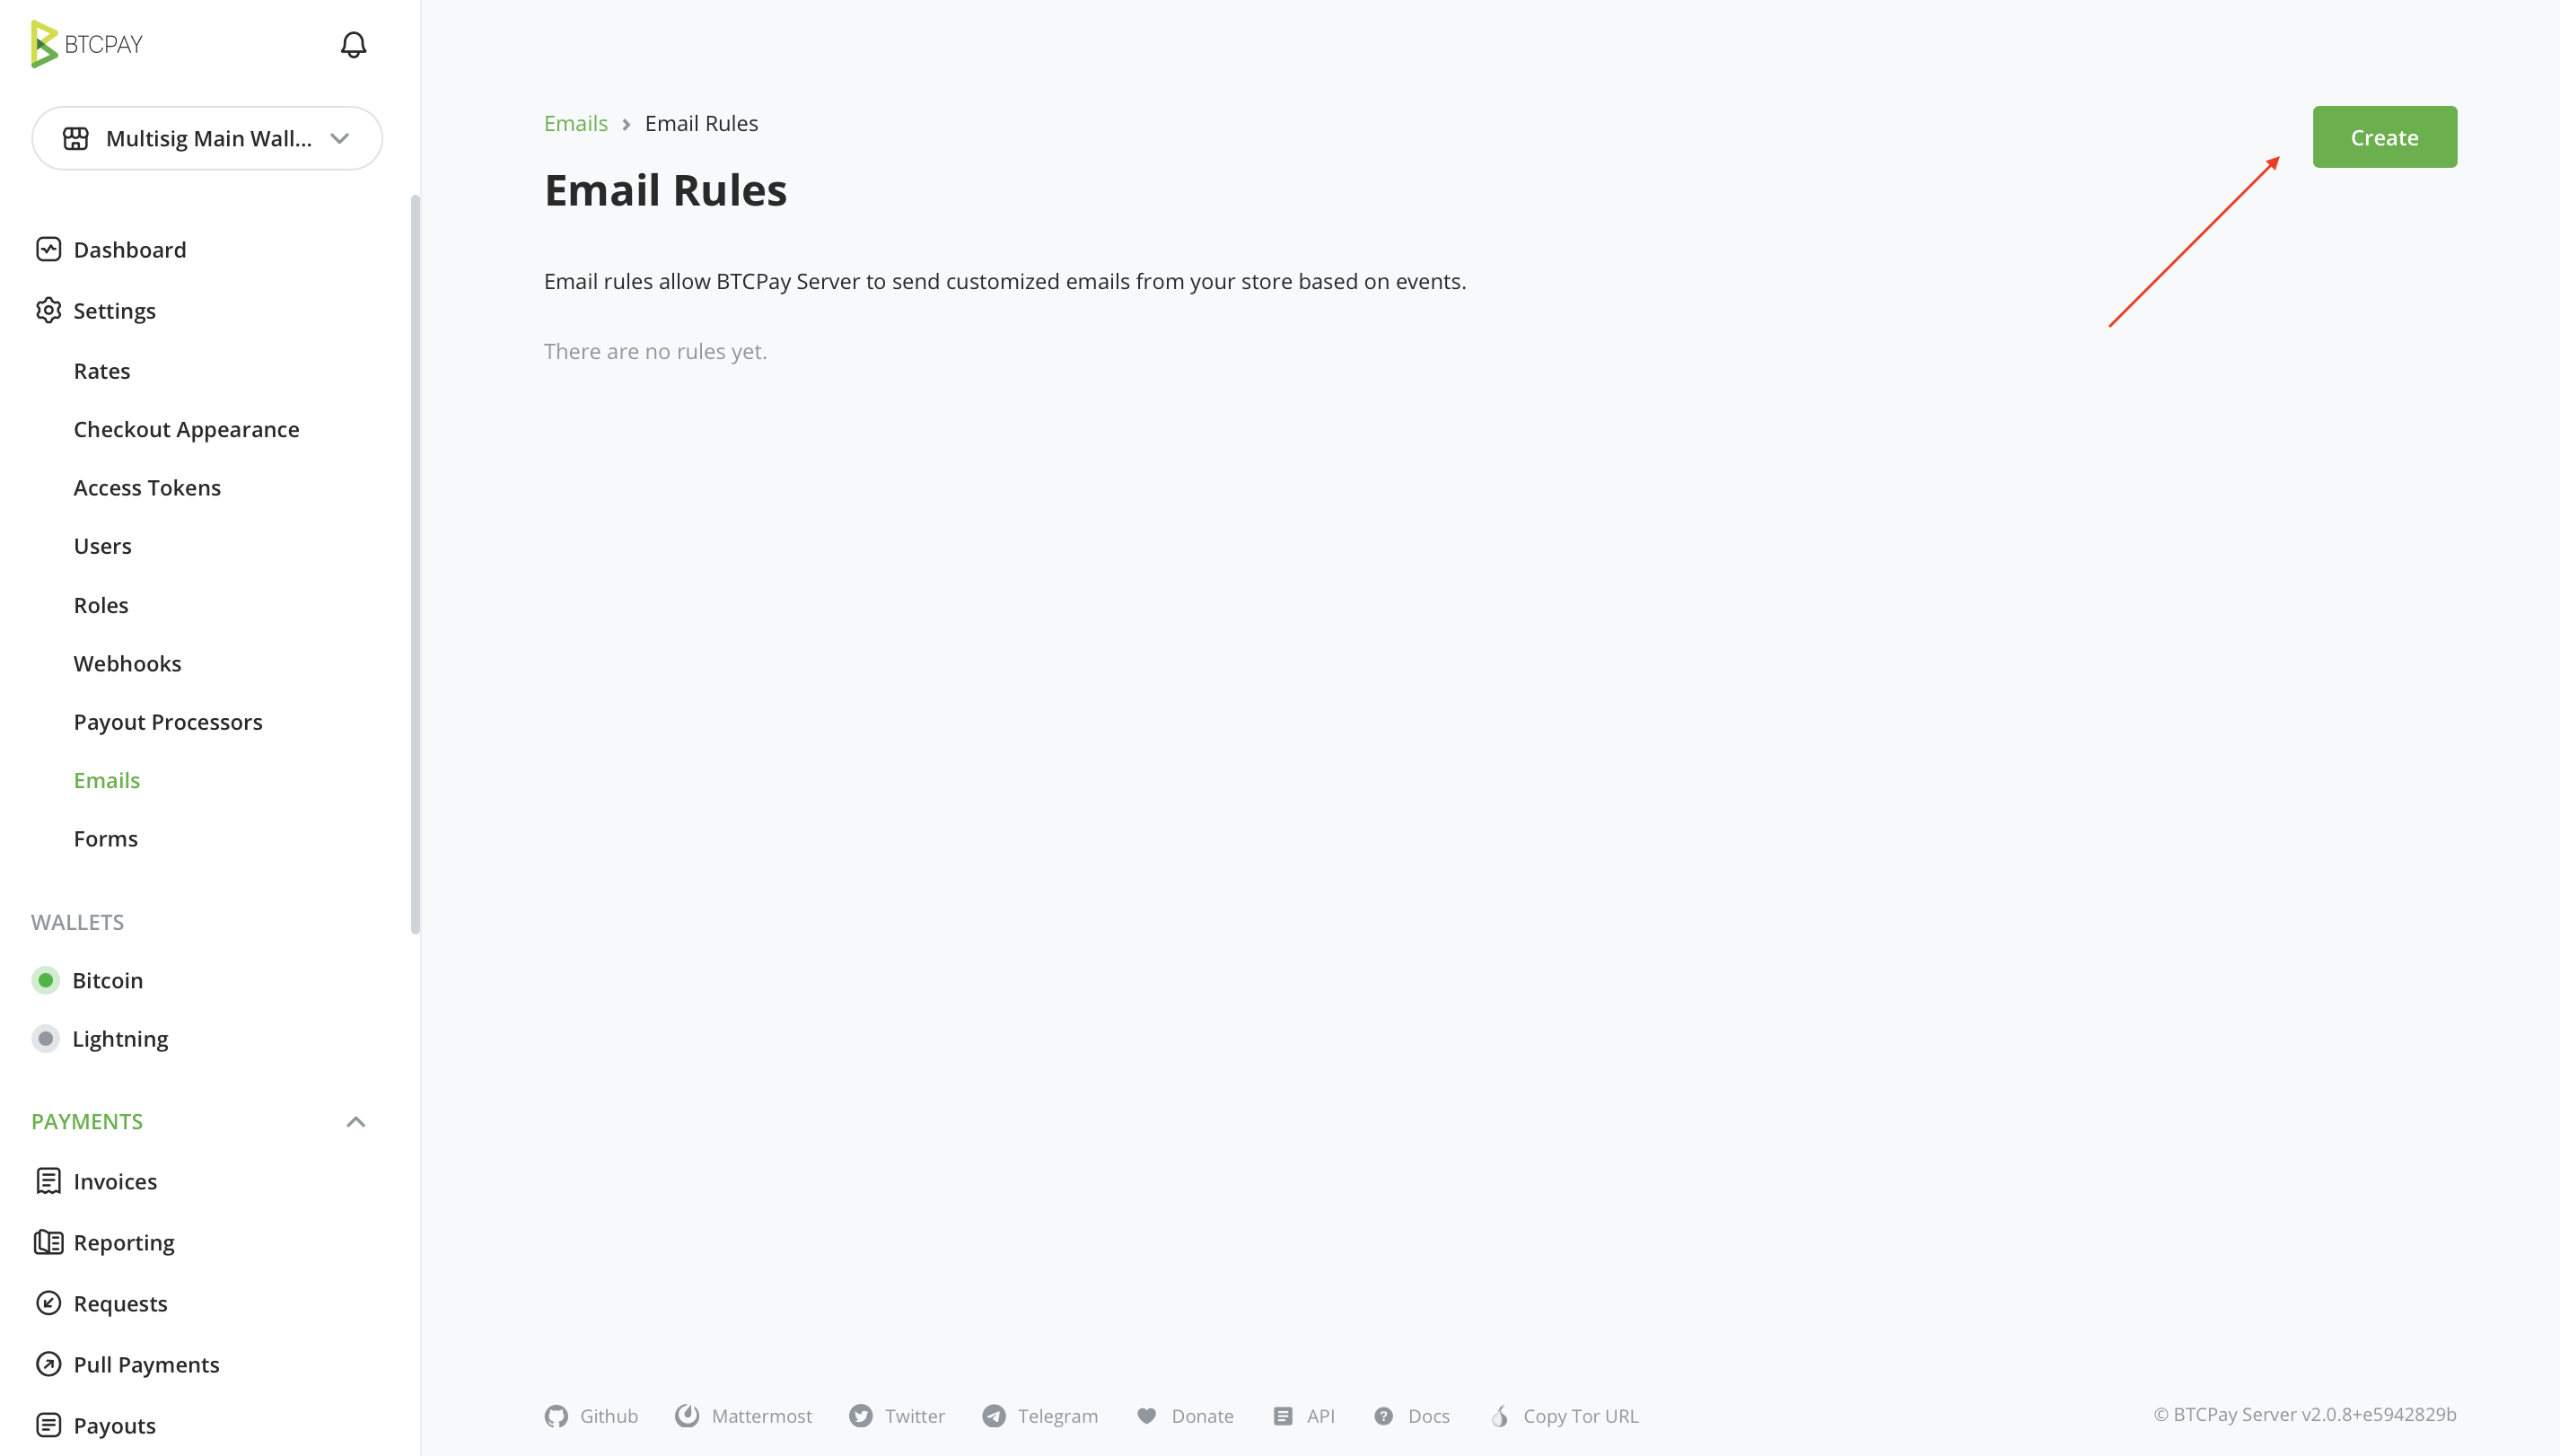 BTCPAY
Multisig Main Wall...
Dashboard
Settings
Rates
Checkout Appearance
Access Tokens
Users
Roles
Webhooks
Payout Processors
Emails
Forms
WALLETS
Bitcoin
Lightning
PAYMENTS
Invoices
Reporting
Requests
Pull Payments
Payouts
Emails > Email Rules
Create
Email Rules
Email rules allow BTCPay Server to send customized emails from your store based on events.
There are no rules yet.
Github Mattermost Twitter Telegram Donate API Docs Copy Tor URL
© BTCPay Server v2.0.8+e5942829b